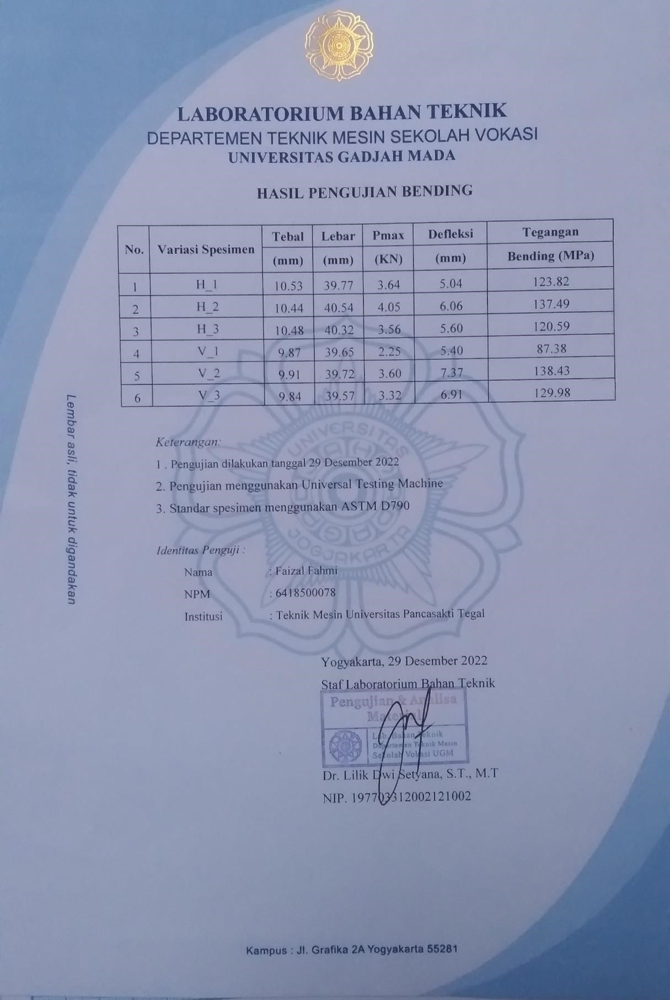 LABORATORIUM BAHAN TEKNIK
DEPARTEMEN TEKNIK MESIN SEKOLAH VOKASI
UNIVERSITAS GADJAH MADA
HASIL PENGUJIAN BENDING
No. Variasi Spesimen Tebal (mm) Lebar (mm) Pmax (KN) Defleksi (mm) Tegangan Bending (MPa)
1 H_1 10.53 39.77 3.64 5.04 123.82
2 H_2 10.44 40.54 4.05 6.06 137.49
3 H_3 10.48 40.32 3.56 5.60 120.59
4 V_1 9.87 39.65 2.25 5.40 87.38
5 V_2 9.91 39.72 3.60 7.37 138.43
6 V_3 9.84 39.57 3.32 6.91 129.98
Lembar asli, tidak untuk digandakan
UNIVERSITAS
JOGJAKARTA
Keterangan:
1 . Pengujian dilakukan tanggal 29 Desember 2022
2. Pengujian menggunakan Universal Testing Machine
3. Standar spesimen menggunakan ASTM D790
Identitas Penguji :
Nama : Faizal Fahmi
NPM : 6418500078
Institusi : Teknik Mesin Universitas Pancasakti Tegal
Yogyakarta, 29 Desember 2022
Staf Laboratorium Bahan Teknik
Pengujian & Analisa
Material
Lab. Bahan Teknik
Departemen Teknik Mesin
Sekolah Vokasi UGM
Dr. Lilik Dwi Setyana, S.T., M.T
NIP. 197703312002121002
Kampus : Jl. Grafika 2A Yogyakarta 55281